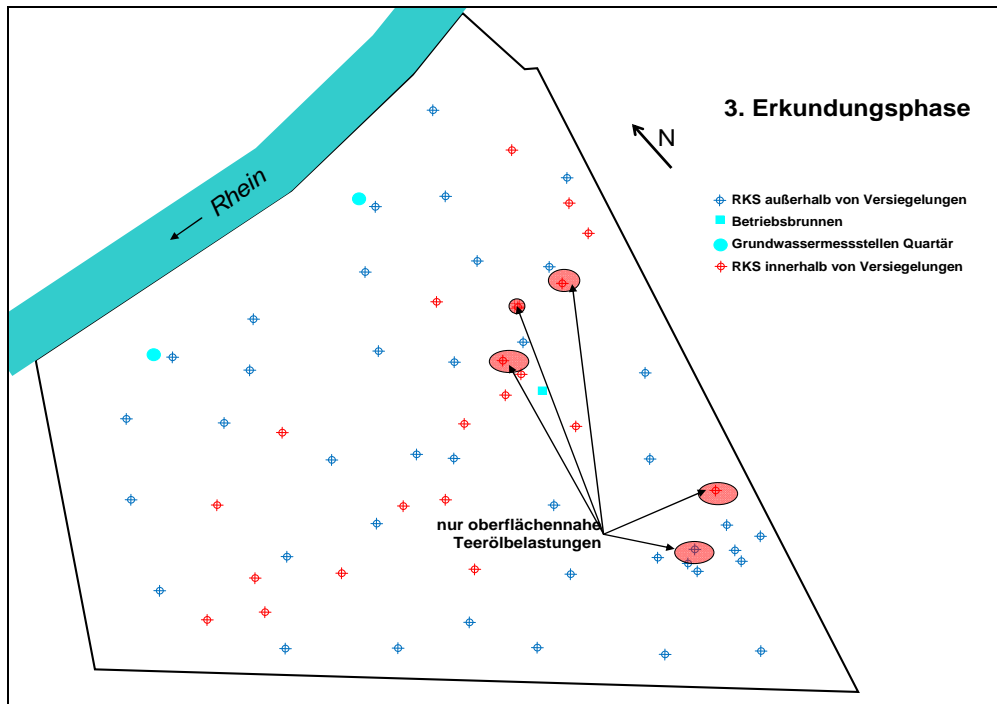 3. Erkundungsphase
N
RKS außerhalb von Versiegelungen
Betriebsbrunnen
Grundwassermessstellen Quartär
RKS innerhalb von Versiegelungen
Rhein
nur oberflächennahe
Teerölbelastungen